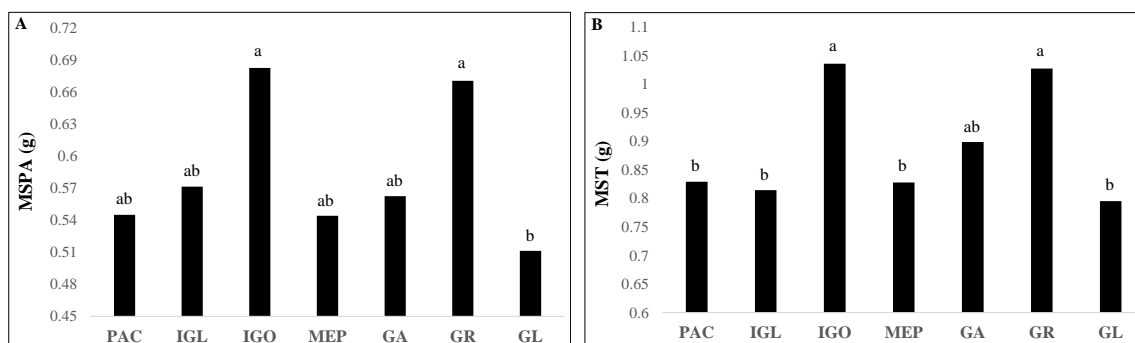 A
MSPA (g)
0.72
0.69
0.66
0.63
0.6
0.57
0.54
0.51
0.48
0.45
ab
ab
a
ab
ab
a
b
PAC IGL IGO MEP GA GR GL
B
MST (g)
1.1
1.05
1
0.95
0.9
0.85
0.8
0.75
0.7
0.65
0.6
b
b
a
b
ab
a
b
PAC IGL IGO MEP GA GR GL